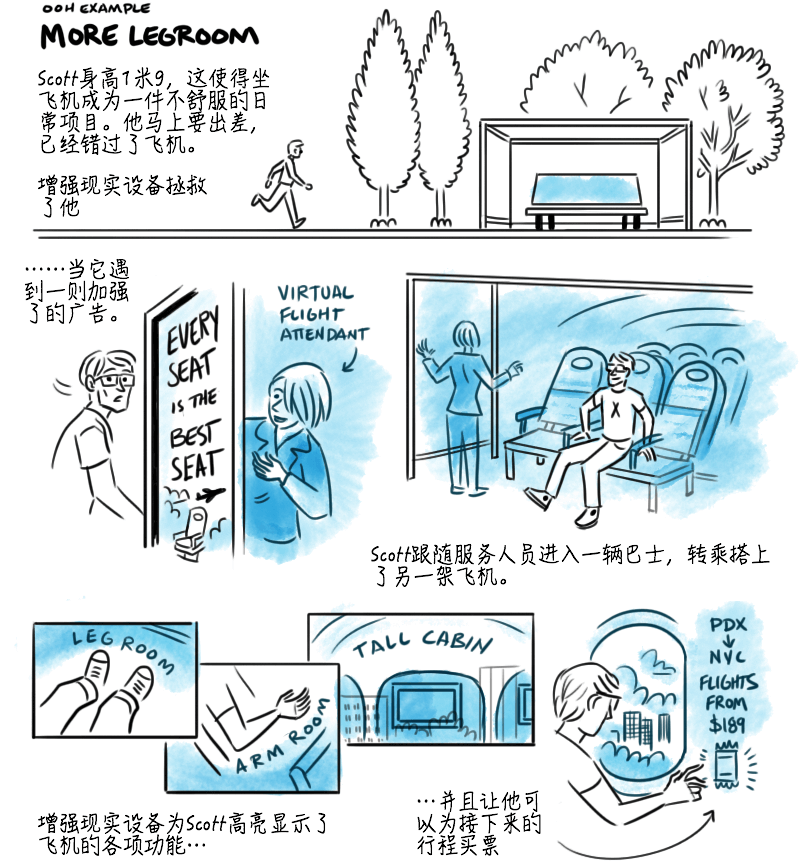 OOH EXAMPLE
MORE LEGROOM
Scott身高1米9，这使得坐
飞机成为一件不舒服的日
常项目。他马上要出差，
已经错过了飞机。
增强现实设备拯救
了他
……当它遇
到一则加强
了的广告。
EVERY
SEAT
IS THE
BEST
SEAT
VIRTUAL
FLIGHT
ATTENDANT
X
Scott跟随服务人员进入一辆巴士，转乘搭上
了另一架飞机。
LEG ROOM
ARM ROOM
TALL CABIN
PDX
↓
NYC
FLIGHTS
FROM
$189
增强现实设备为Scott高亮显示了
飞机的各项功能…
…并且让他可
以为接下来的
行程买票